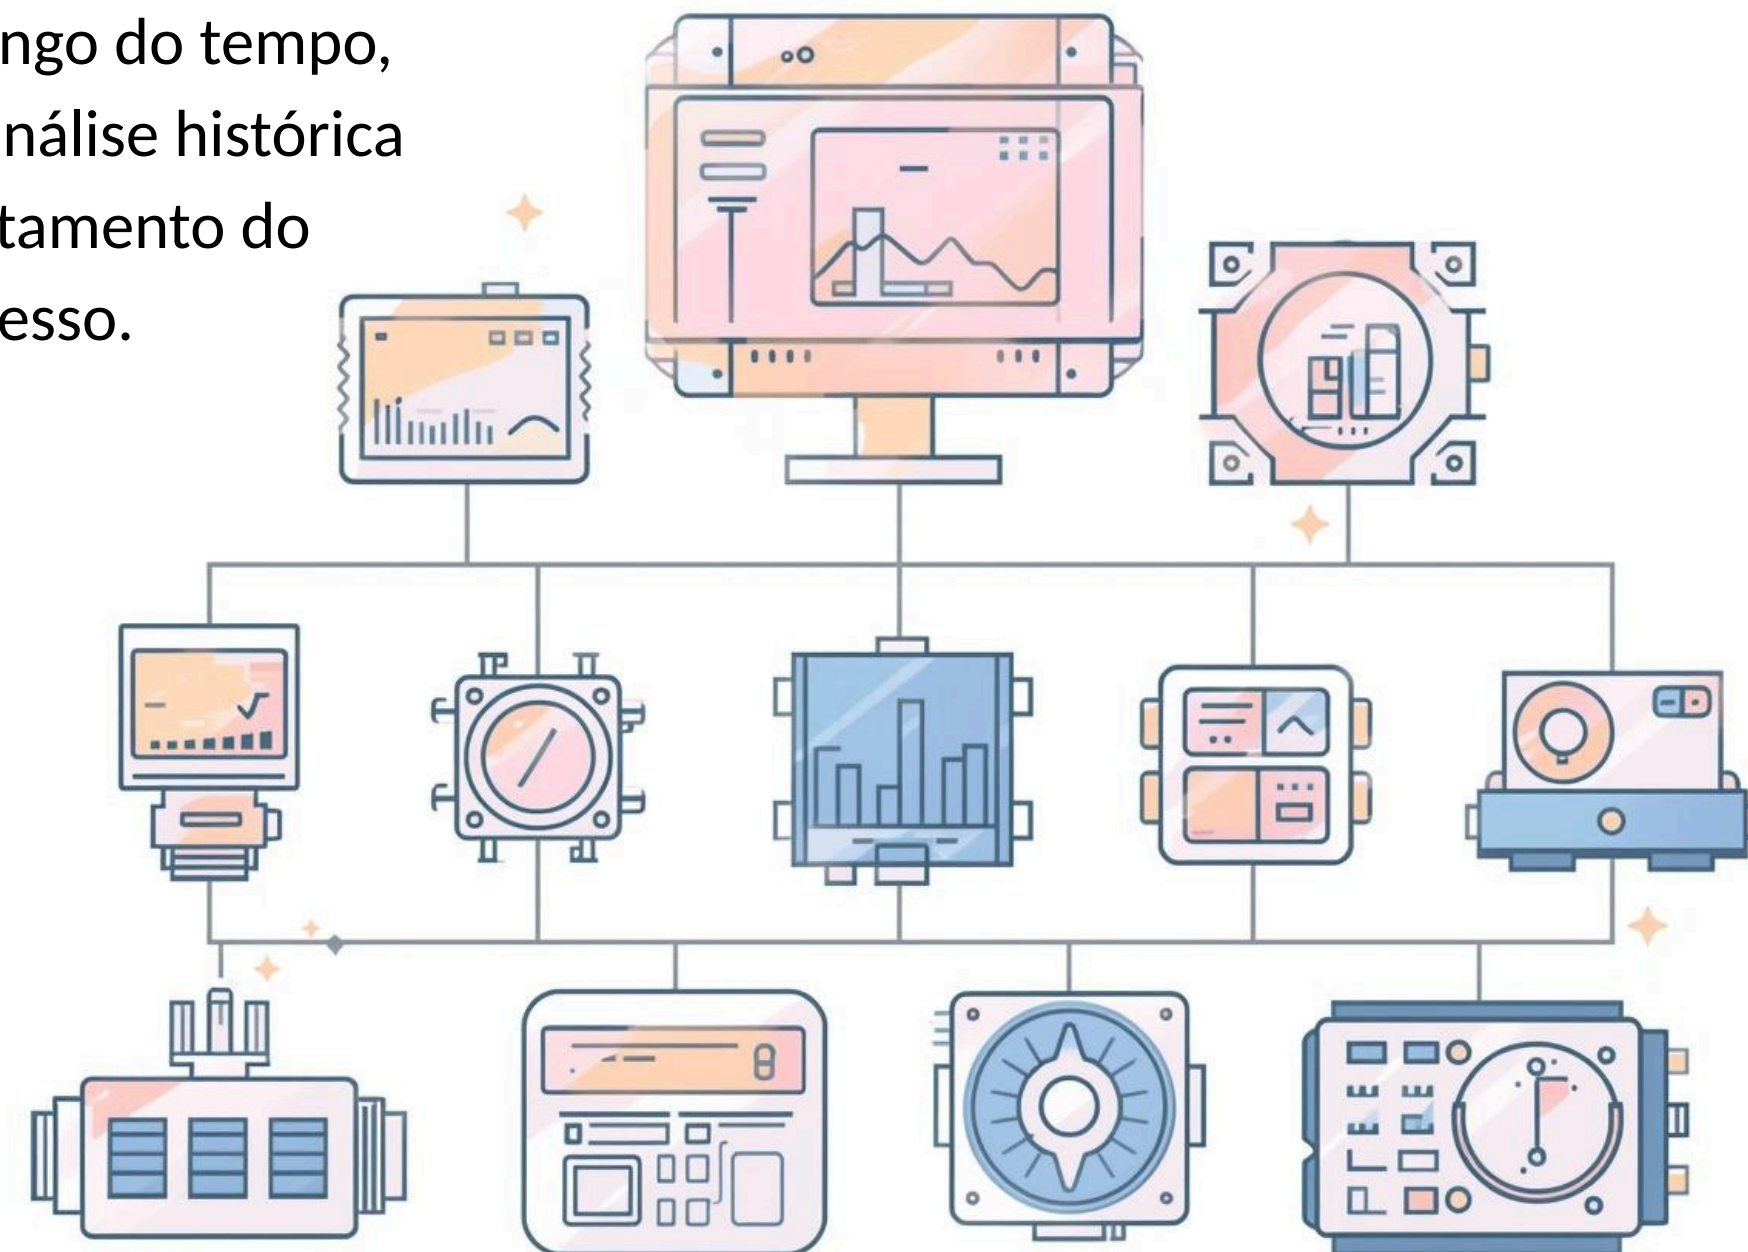 ngo do tempo,
nálise histórica
tamento do
esso.